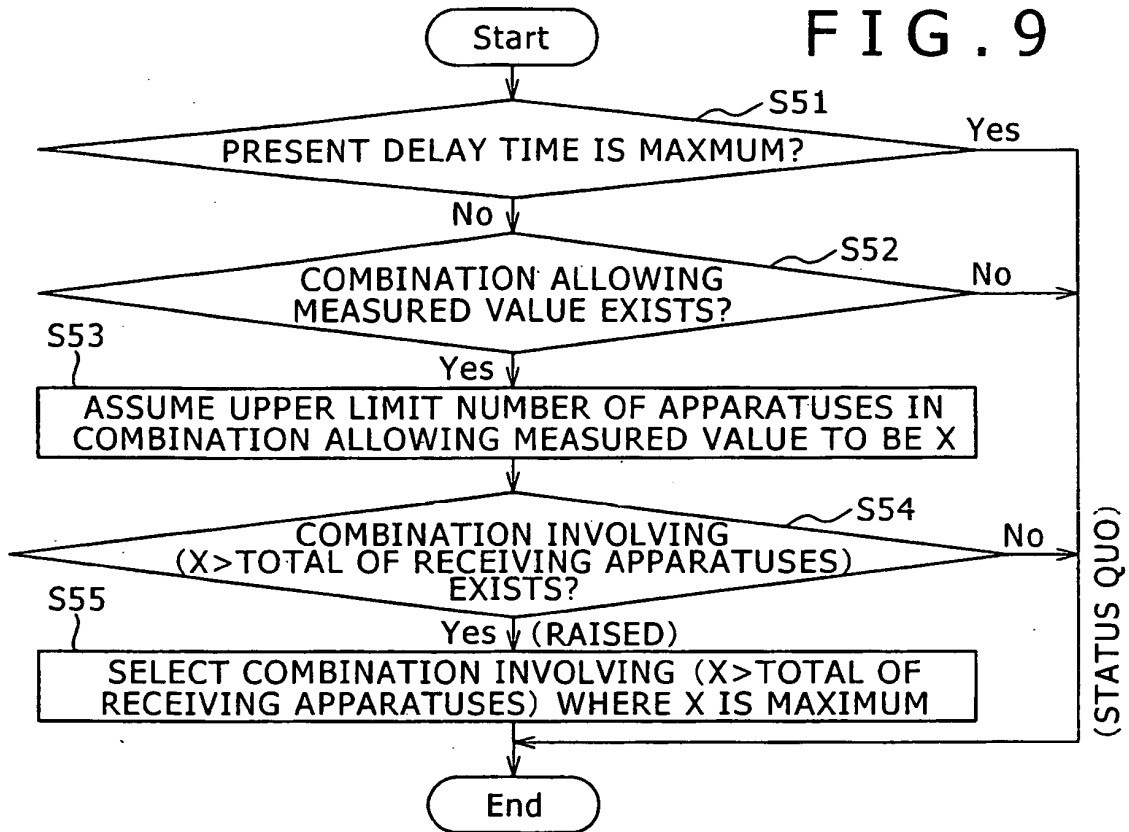 FIG.9
Start
S51
PRESENT DELAY TIME IS MAXMUM?
Yes
No
S52
COMBINATION ALLOWING
MEASURED VALUE EXISTS?
No
S53
Yes
ASSUME UPPER LIMIT NUMBER OF APPARATUSES IN
COMBINATION ALLOWING MEASURED VALUE TO BE X
S54
COMBINATION INVOLVING
(X>TOTAL OF RECEIVING APPARATUSES)
EXISTS?
No
(STATUS QUO)
S55
Yes (RAISED)
SELECT COMBINATION INVOLVING (X>TOTAL OF
RECEIVING APPARATUSES) WHERE X IS MAXIMUM
End